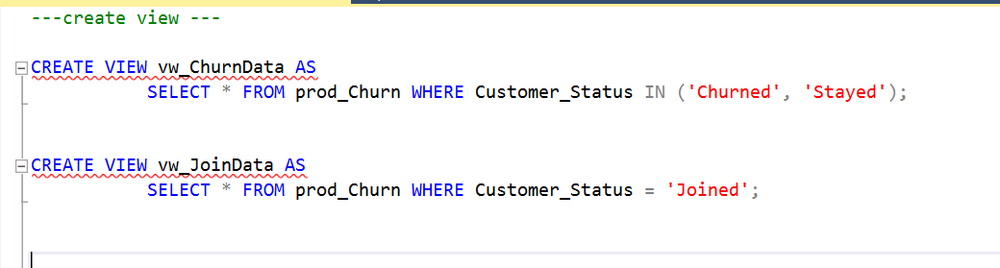 ---create view ---
CREATE VIEW vw_ChurnData AS
SELECT * FROM prod_Churn WHERE Customer_Status IN ('Churned', 'Stayed');
CREATE VIEW vw_JoinData AS
SELECT * FROM prod_Churn WHERE Customer_Status = 'Joined';